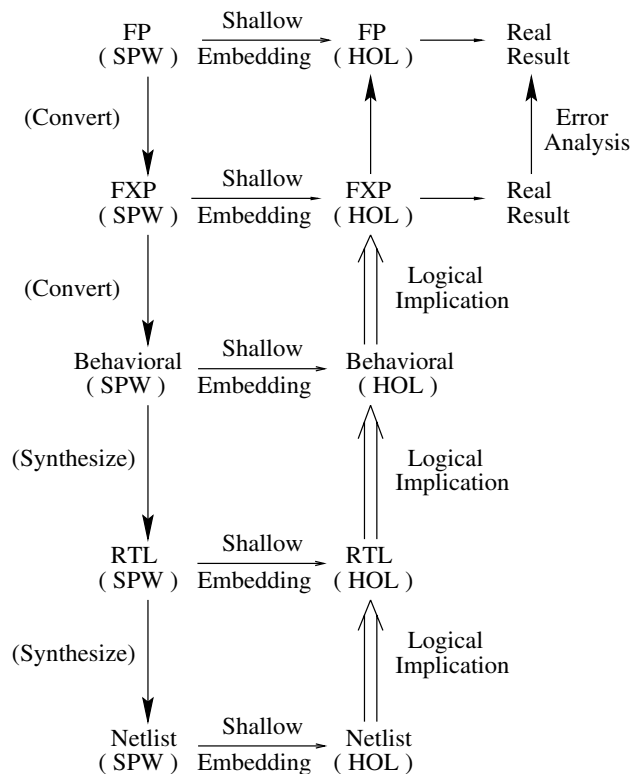 FP Shallow FP Real
( SPW ) Embedding ( HOL ) Result
(Convert) Error
Analysis
FXP Shallow FXP Real
( SPW ) Embedding ( HOL ) Result
(Convert) Logical
Implication
Behavioral Shallow Behavioral
( SPW ) Embedding ( HOL )
(Synthesize) Logical
Implication
RTL Shallow RTL
( SPW ) Embedding ( HOL )
(Synthesize) Logical
Implication
Netlist Shallow Netlist
( SPW ) Embedding ( HOL )